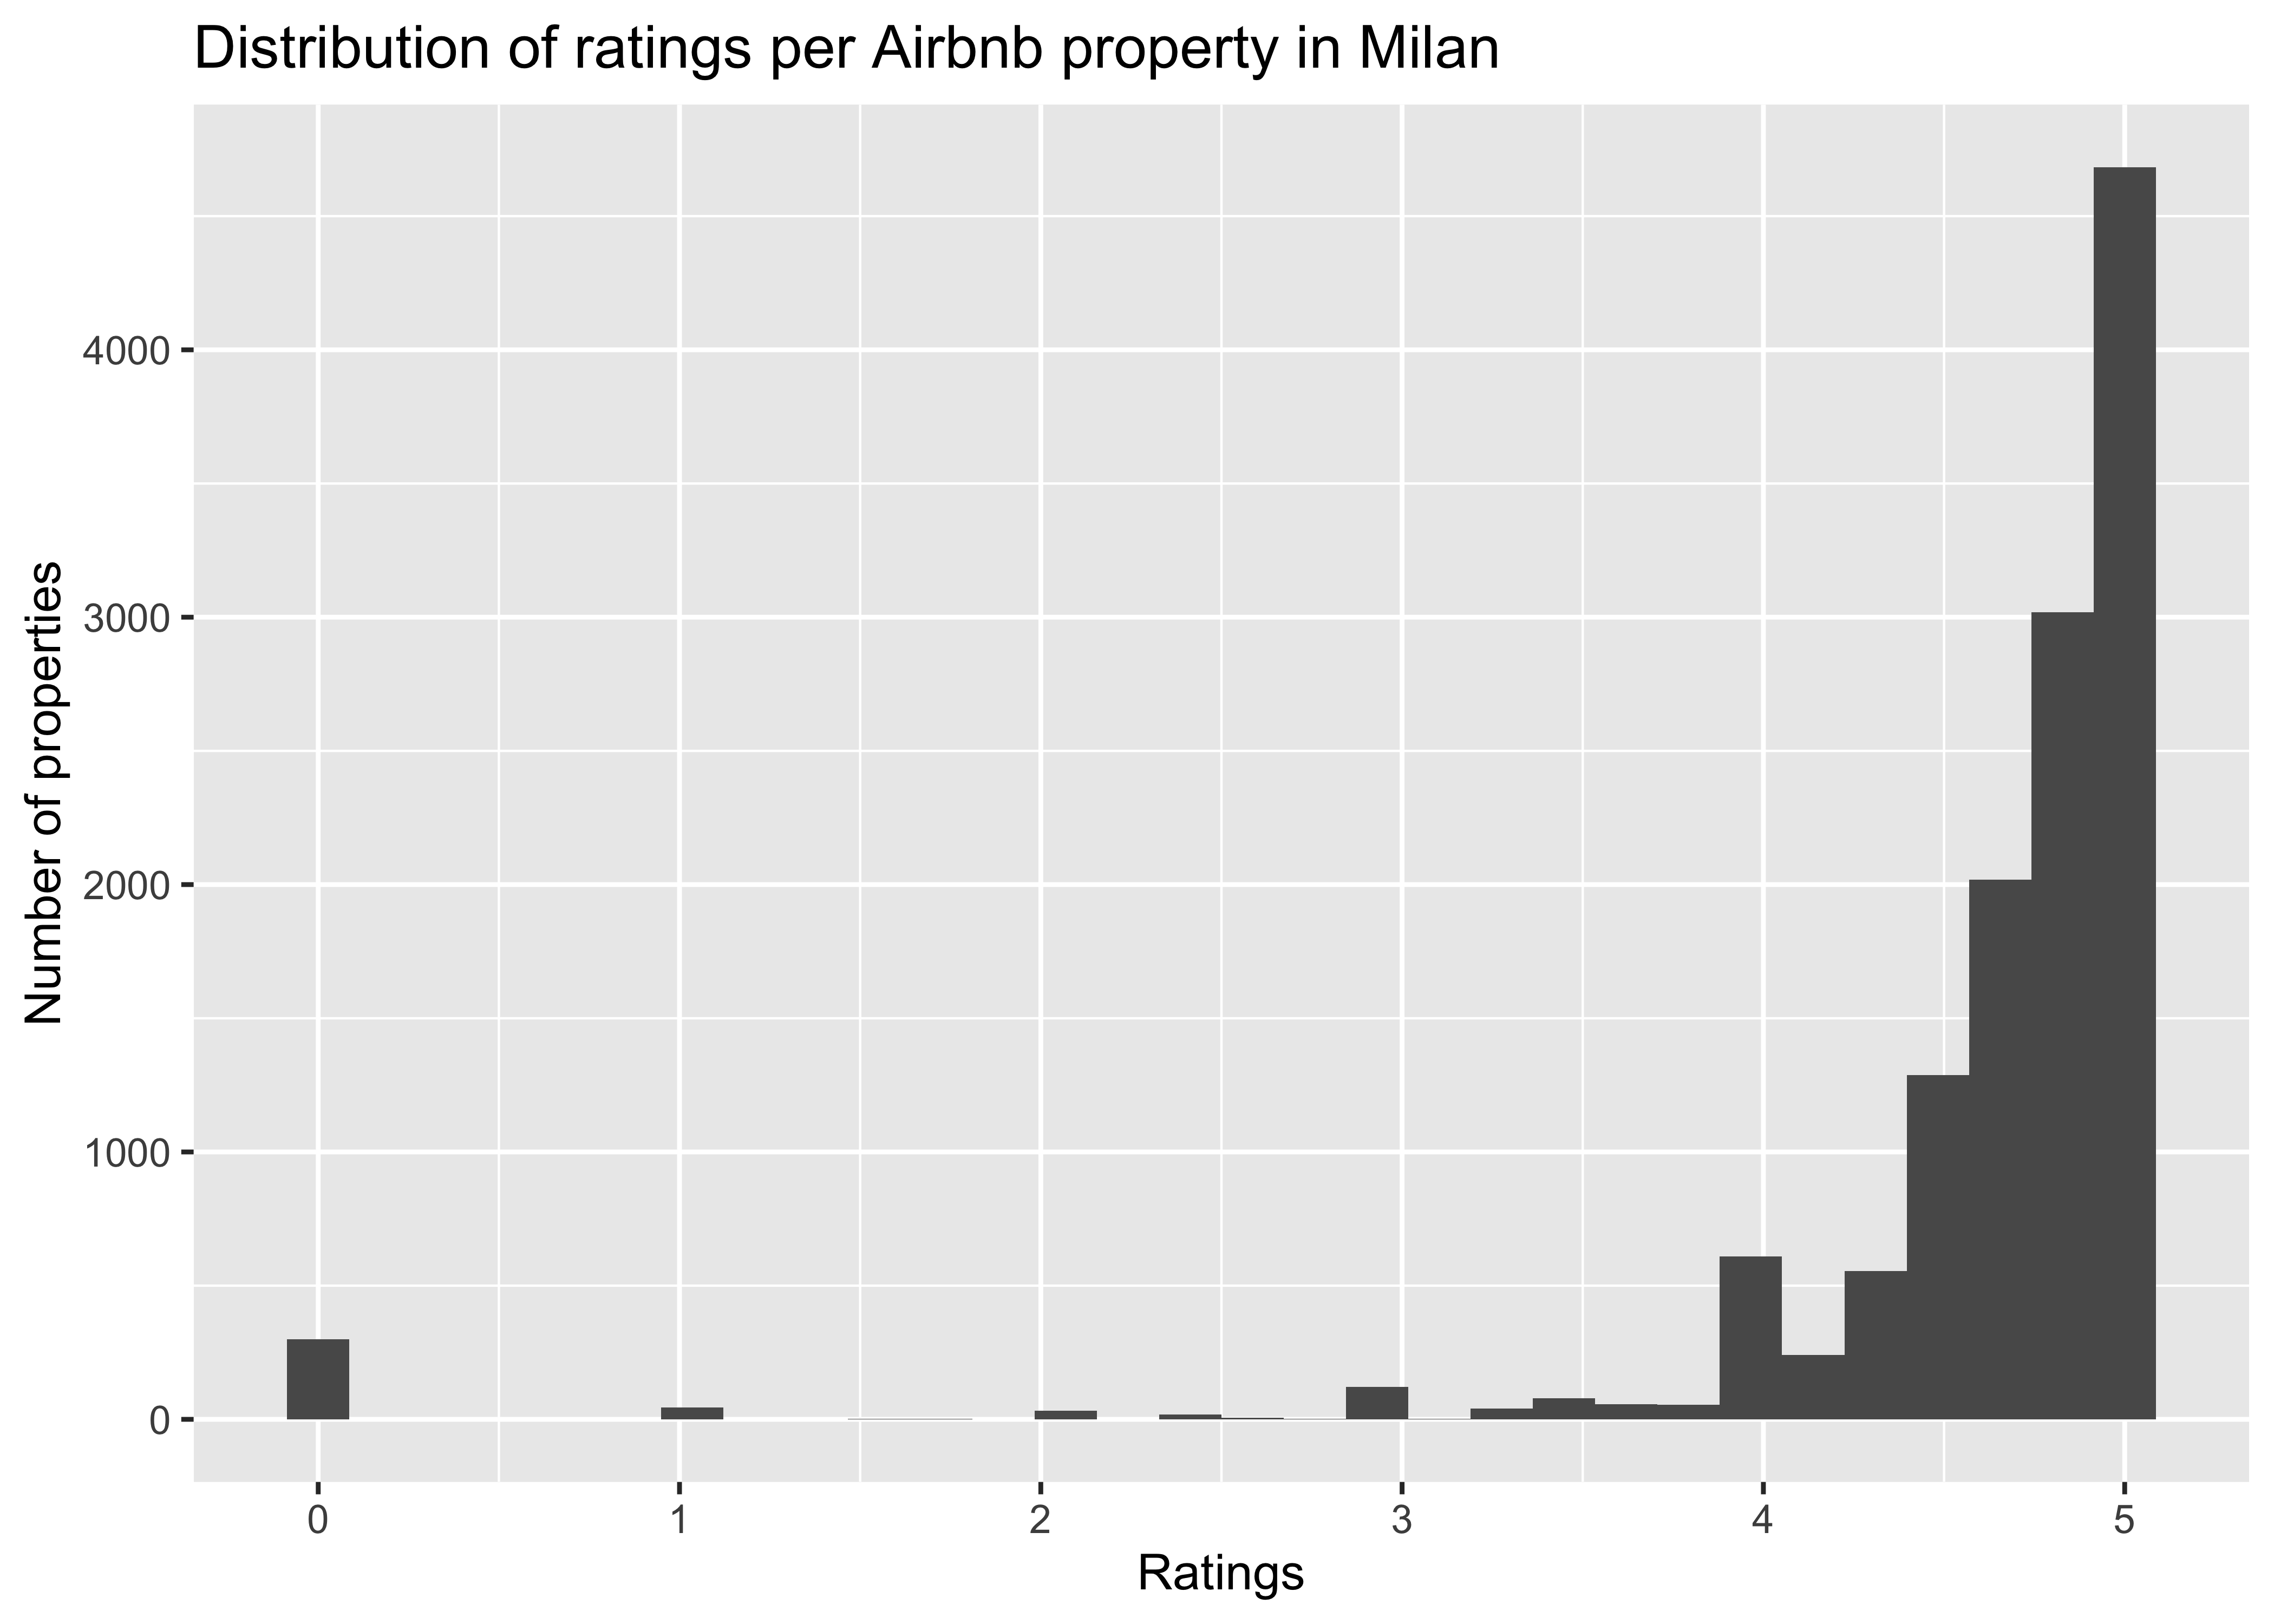 Distribution of ratings per Airbnb property in Milan
Number of properties
4000
3000
2000
1000
0
0 1 2 3 4 5
Ratings